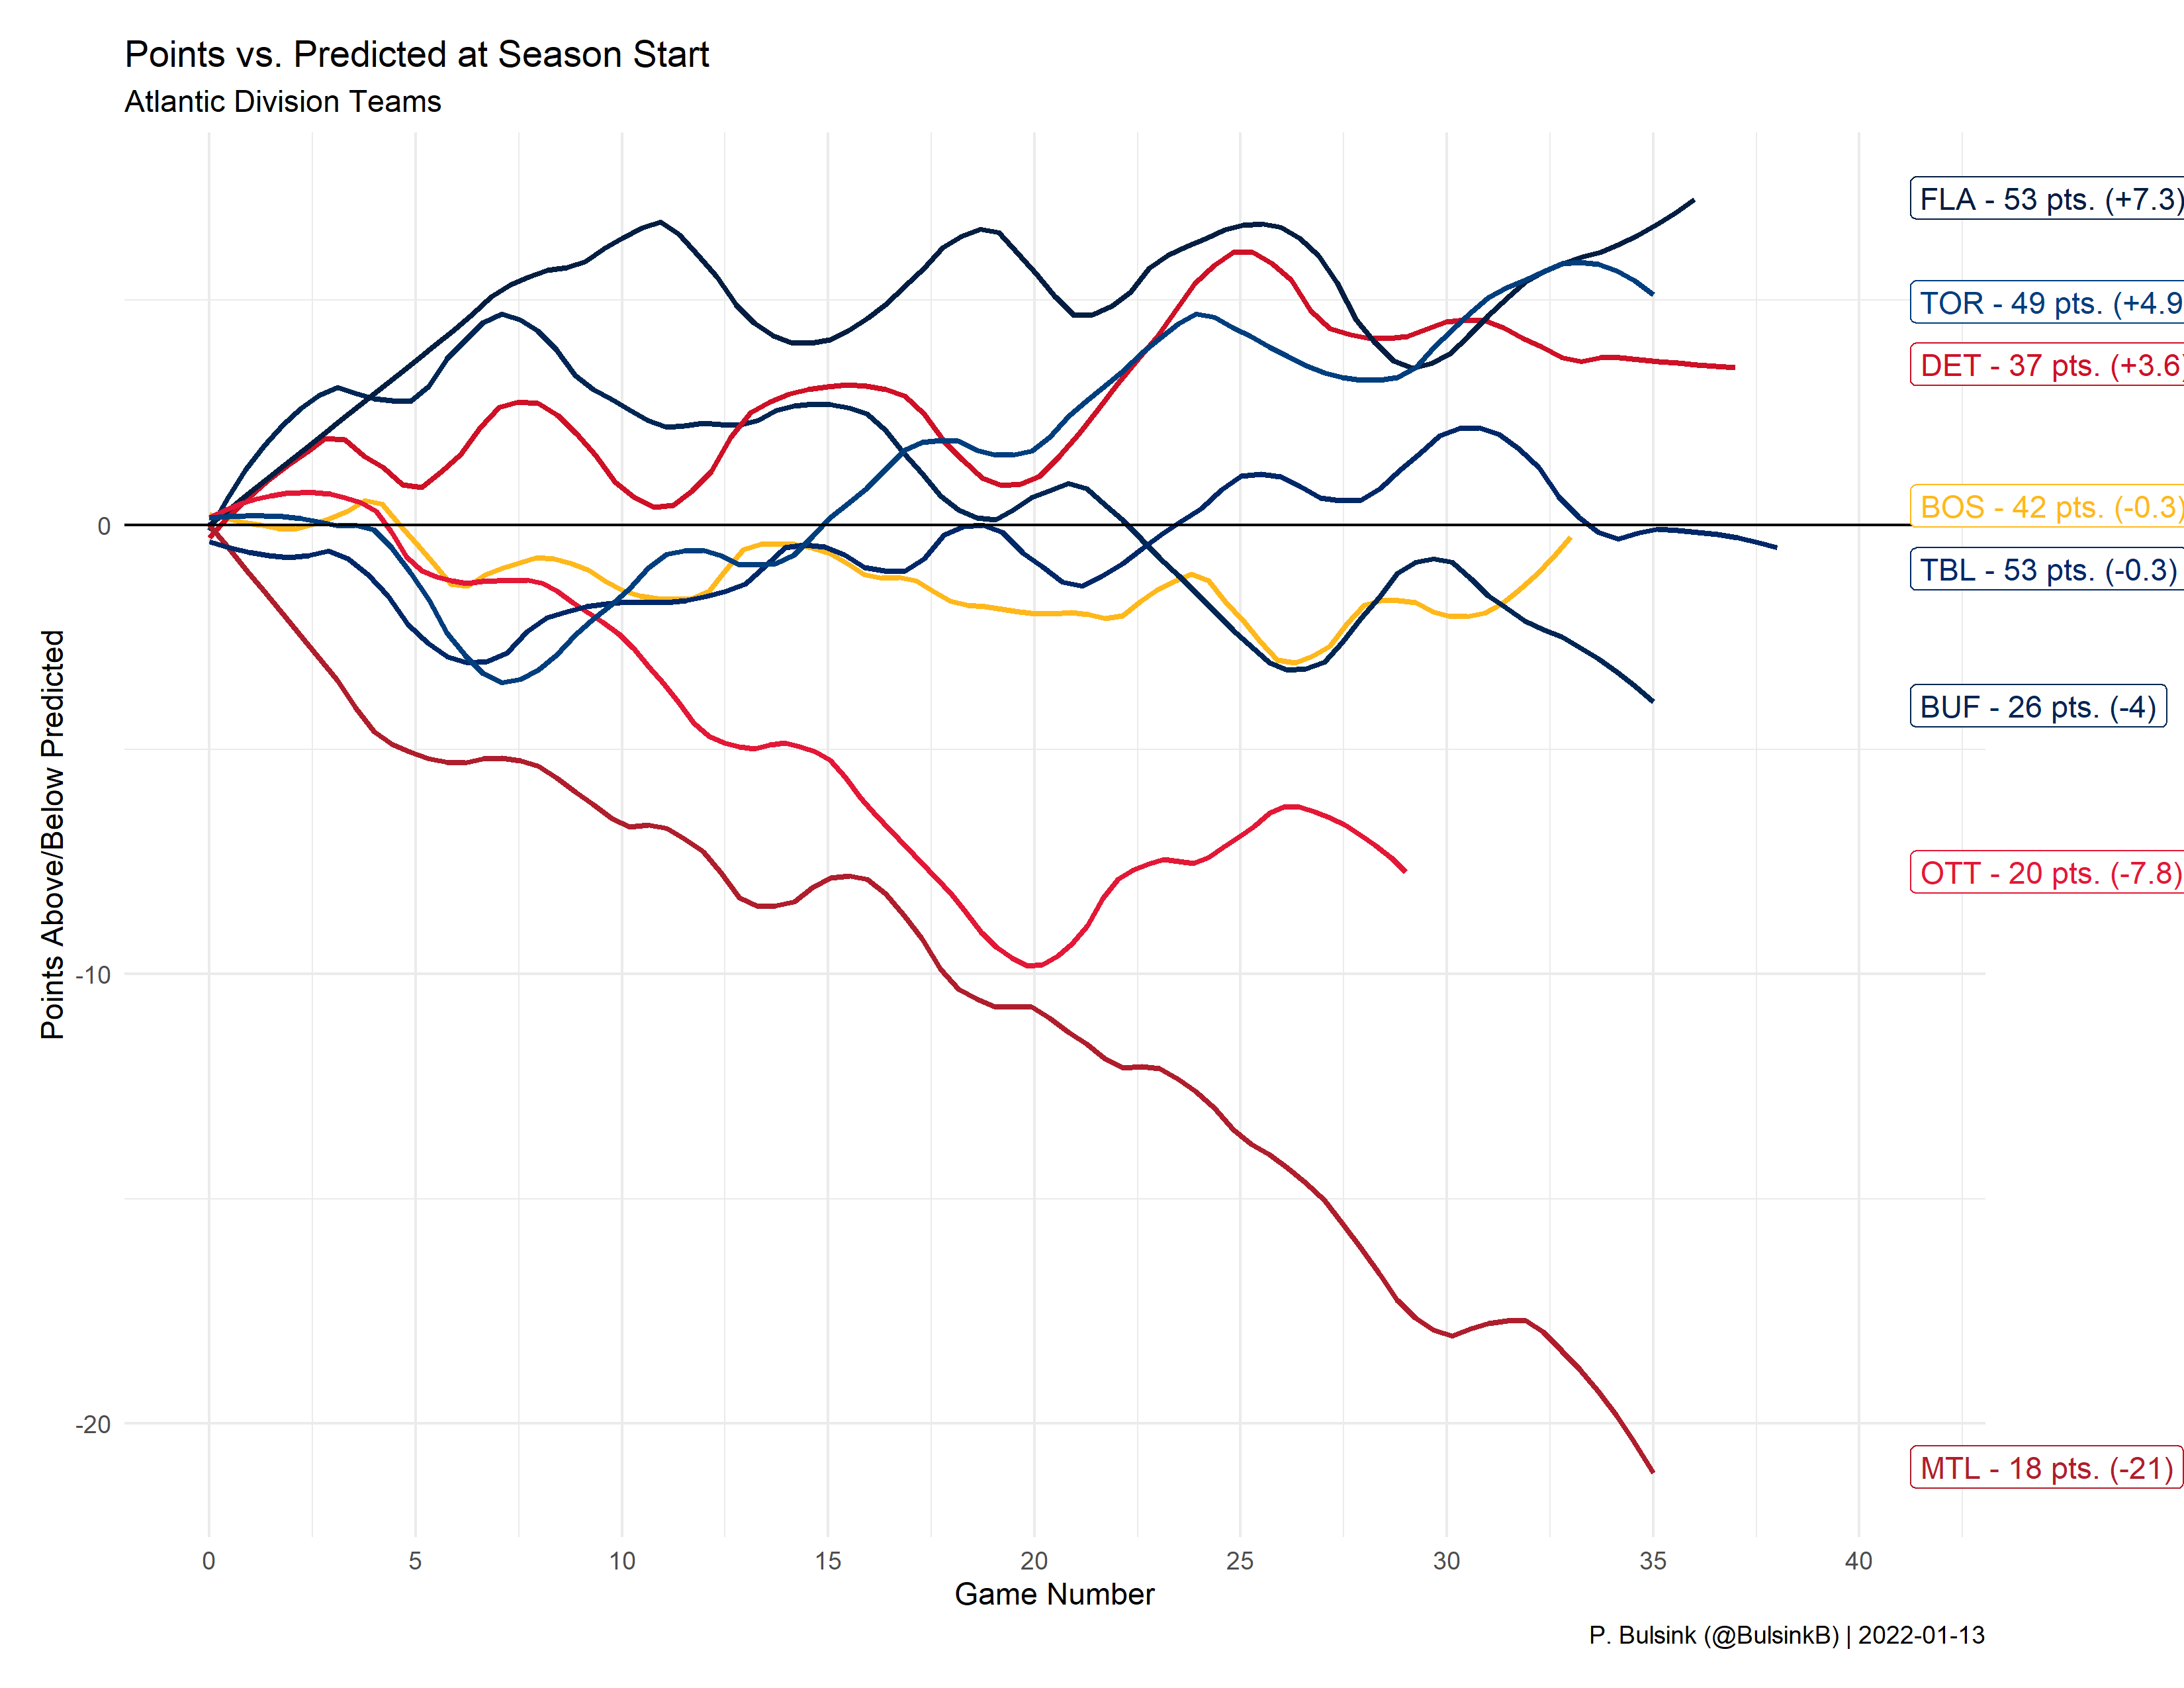 Points vs. Predicted at Season Start
Atlantic Division Teams
Points Above/Below Predicted
0
-10
-20
FLA - 53 pts. (+7.3)
TOR - 49 pts. (+4.9
DET - 37 pts. (+3.6)
BOS - 42 pts. (-0.3)
TBL - 53 pts. (-0.3)
BUF - 26 pts. (-4)
OTT - 20 pts. (-7.8)
MTL - 18 pts. (-21)
0 5 10 15 20 25 30 35 40
Game Number
P. Bulsink (@BulsinkB) | 2022-01-13